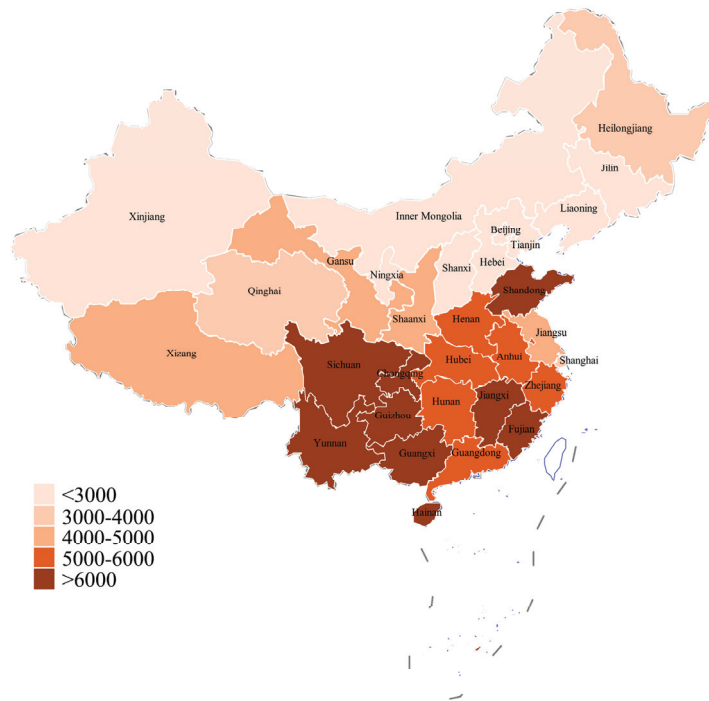 Heilongjiang
Jilin
Xinjiang
Inner Mongolia
Liaoning
Beijing
Tianjin
Gansu
Ningxia
Shanxi
Hebei
Qinghai
Shandong
Shaanxi
Henan
Jiangsu
Xizang
Sichuan
Hubei
Anhui
Shanghai
Chongqing
Zhejiang
Hunan
Jiangxi
Guizhou
Yunnan
Guangxi
Guangdong
Fujian
Hainan
<3000
3000-4000
4000-5000
5000-6000
>6000